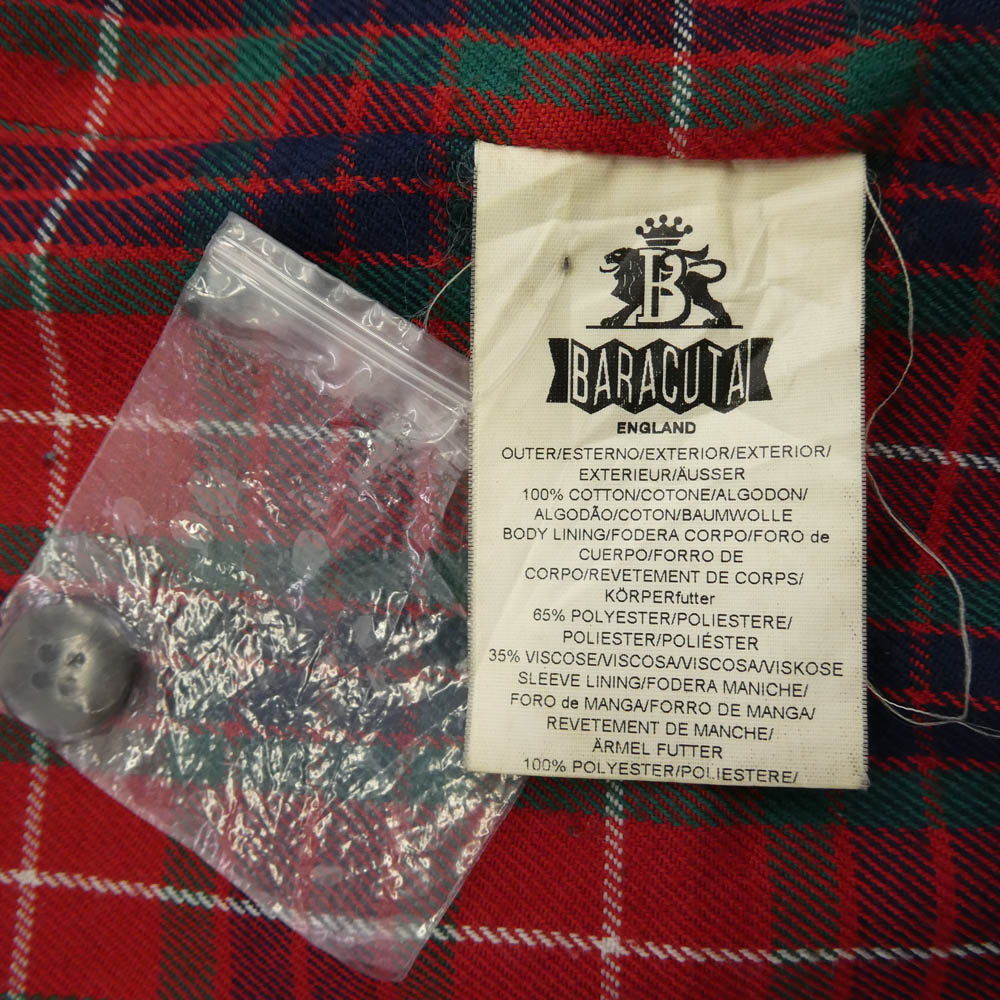 B
BARACUTA
ENGLAND
OUTER/ESTERNO/EXTERIOR/EXTERIOR/
EXTERIEUR/ÄUSSER
100% COTTON/COTONE/ALGODON/
ALGODÃO/COTON/BAUMWOLLE
BODY LINING/FODERA CORPO/FORO de
CUERPO/FORRO DE
CORPO/REVETEMENT DE CORPS/
KÖRPERfutter
65% POLYESTER/POLIESTERE/
POLIESTER/POLIÉSTER
35% VISCOSE/VISCOSA/VISCOSA/VISKOSE
SLEEVE LINING/FODERA MANICHE/
FORO de MANGA/FORRO DE MANGA/
REVETEMENT DE MANCHE/
ÄRMEL FUTTER
100% POLYESTER/POLIESTERE/